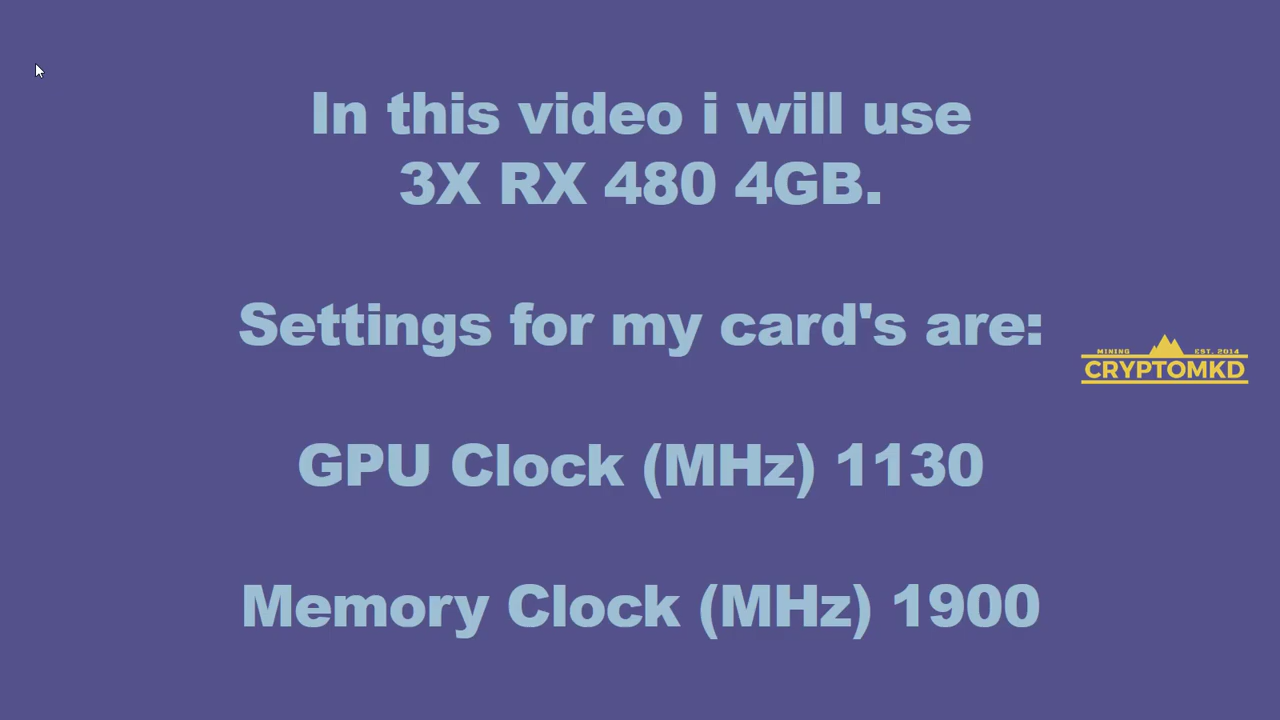 In this video i will use
3X RX 480 4GB.
Settings for my card's are:
MINING EST. 2014
CRYPTOMKD
GPU Clock (MHz) 1130
Memory Clock (MHz) 1900